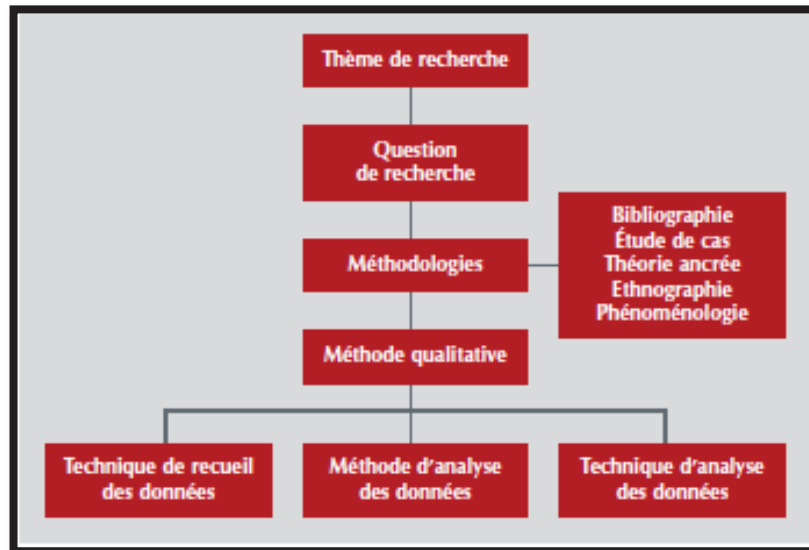 Thème de recherche
Question
de recherche
Méthodologies
Bibliographie
Étude de cas
Théorie ancrée
Ethnographie
Phénoménologie
Méthode qualitative
Technique de recueil
des données
Méthode d'analyse
des données
Technique d'analyse
des données